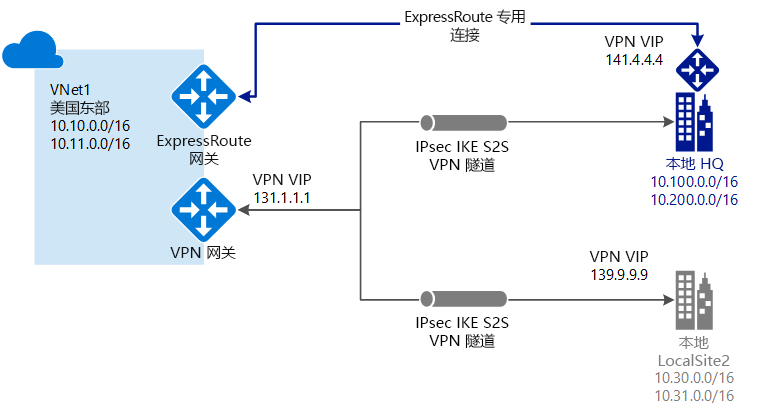 ExpressRoute 专用
连接
VPN VIP
141.4.4.4
VNet1
美国东部
10.10.0.0/16
10.11.0.0/16
ExpressRoute
网关
IPsec IKE S2S
VPN 隧道
本地 HQ
10.100.0.0/16
10.200.0.0/16
VPN VIP
131.1.1.1
VPN 网关
VPN VIP
139.9.9.9
IPsec IKE S2S
VPN 隧道
本地
LocalSite2
10.30.0.0/16
10.31.0.0/16